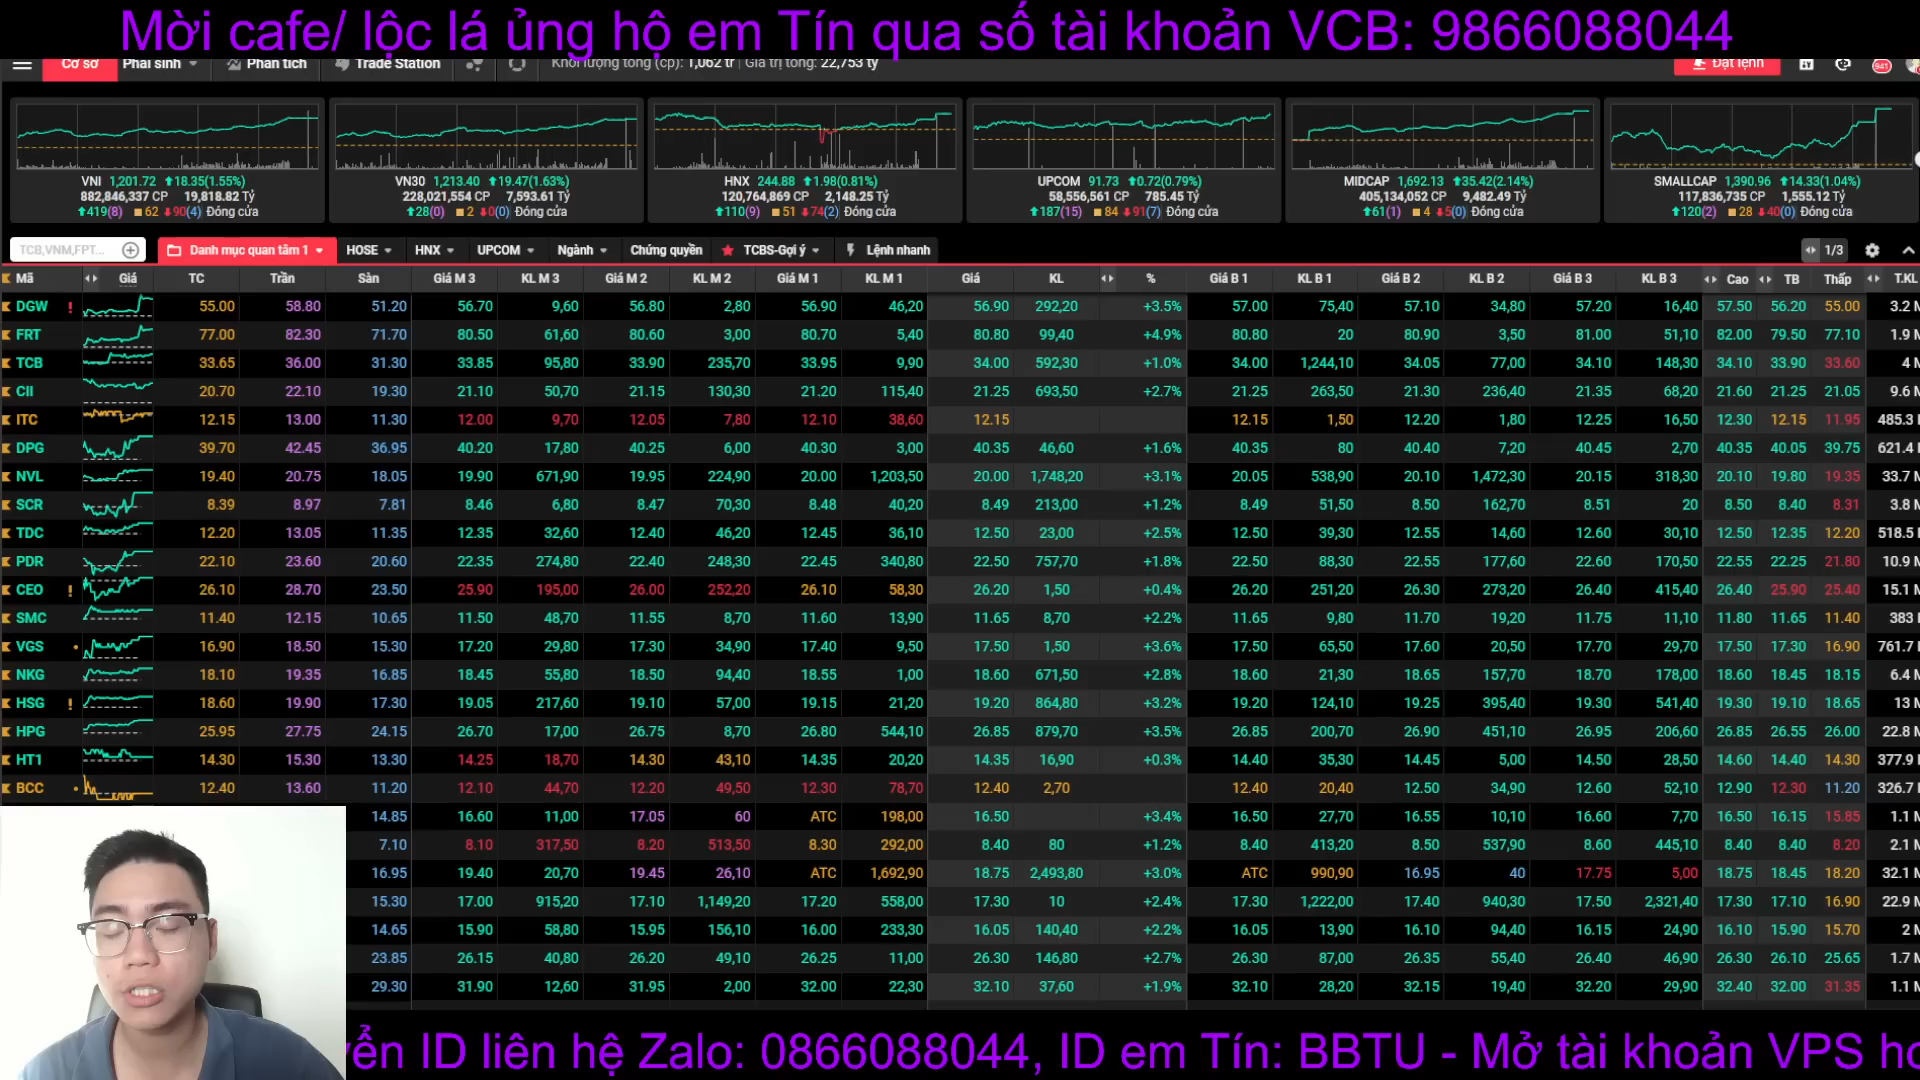 Mời cafe/ lộc lá ủng hộ em Tín qua số tài khoản VCB: 9866088044
Cơ sở Phái sinh Phân tích Trade Station Khối lượng tổng (cp): 1,062 tr | Giá trị tổng: 22,753 tỷ Đặt lệnh 941
VNI 1,201.72 18.35(1.55%) VN30 1,213.40 19.47(1.63%) HNX 244.88 1.98(0.81%) UPCOM 91.73 0.72(0.79%) MIDCAP 1,692.13 35.42(2.14%) SMALLCAP 1,390.96 14.33(1.04%)
882,846,337 CP 19,818.82 Tỷ 228,021,554 CP 7,593.61 Tỷ 120,764,869 CP 2,148.25 Tỷ 58,556,561 CP 785.45 Tỷ 405,134,052 CP 9,482.49 Tỷ 117,836,735 CP 1,555.12 Tỷ
419(8) 62 90(4) Đóng cửa 28(0) 2 0(0) Đóng cửa 110(9) 51 74(2) Đóng cửa 187(15) 84 91(7) Đóng cửa 61(1) 4 5(0) Đóng cửa 120(2) 28 40(0) Đóng cửa
TCB,VNM,FPT... Danh mục quan tâm 1 HOSE HNX UPCOM Ngành Chứng quyền TCBS-Gợi ý Lệnh nhanh 1/3
Mã Giá TC Trần Sàn Giá M 3 KL M 3 Giá M 2 KL M 2 Giá M 1 KL M 1 Giá KL % Giá B 1 KL B 1 Giá B 2 KL B 2 Giá B 3 KL B 3 Cao TB Thấp T.KL
DGW ! 55.00 58.80 51.20 56.70 9,60 56.80 2,80 56.90 46,20 56.90 292,20 +3.5% 57.00 75,40 57.10 34,80 57.20 16,40 57.50 56.20 55.00 3.2
FRT 77.00 82.30 71.70 80.50 61,60 80.60 3,00 80.70 5,40 80.80 99,40 +4.9% 80.80 20 80.90 3,50 81.00 51,10 82.00 79.50 77.10 1.9
TCB 33.65 36.00 31.30 33.85 95,80 33.90 235,70 33.95 9,90 34.00 592,30 +1.0% 34.00 1,244,10 34.05 77,00 34.10 148,30 34.10 33.90 33.60 4
CII 20.70 22.10 19.30 21.10 50,70 21.15 130,30 21.20 115,40 21.25 693,50 +2.7% 21.25 263,50 21.30 236,40 21.35 68,20 21.60 21.25 21.05 9.6
ITC 12.15 13.00 11.30 12.00 9,70 12.05 7,80 12.10 38,60 12.15 12.15 1,50 12.20 1,80 12.25 16,50 12.30 12.15 11.95 485.3
DPG 39.70 42.45 36.95 40.20 17,80 40.25 6,00 40.30 3,00 40.35 46,60 +1.6% 40.35 80 40.40 7,20 40.45 2,70 40.35 40.05 39.75 621.4
NVL 19.40 20.75 18.05 19.90 671,90 19.95 224,90 20.00 1,203,50 20.00 1,748,20 +3.1% 20.05 538,90 20.10 1,472,30 20.15 318,30 20.10 19.80 19.35 33.7
SCR 8.39 8.97 7.81 8.46 6,80 8.47 70,30 8.48 40,20 8.49 213,00 +1.2% 8.49 51,50 8.50 162,70 8.51 20 8.50 8.40 8.31 3.8
TDC 12.20 13.05 11.35 12.35 32,60 12.40 46,20 12.45 36,10 12.50 23,00 +2.5% 12.50 39,30 12.55 14,60 12.60 30,10 12.50 12.35 12.20 518.5
PDR 22.10 23.60 20.60 22.35 274,80 22.40 248,30 22.45 340,80 22.50 757,70 +1.8% 22.50 88,30 22.55 177,60 22.60 170,50 22.55 22.25 21.80 10.9
CEO ! 26.10 28.70 23.50 25.90 195,00 26.00 252,20 26.10 58,30 26.20 1,50 +0.4% 26.20 251,20 26.30 273,20 26.40 415,40 26.40 25.90 25.40 15.1
SMC 11.40 12.15 10.65 11.50 48,70 11.55 8,70 11.60 13,90 11.65 8,70 +2.2% 11.65 9,80 11.70 19,20 11.75 11,10 11.80 11.65 11.40 383
VGS 16.90 18.50 15.30 17.20 29,80 17.30 34,90 17.40 9,50 17.50 1,50 +3.6% 17.50 65,50 17.60 20,50 17.70 29,70 17.50 17.30 16.90 761.7
NKG 18.10 19.35 16.85 18.45 55,80 18.50 94,40 18.55 1,00 18.60 671,50 +2.8% 18.60 21,30 18.65 157,70 18.70 178,00 18.60 18.45 18.15 6.4
HSG ! 18.60 19.90 17.30 19.05 217,60 19.10 57,00 19.15 21,20 19.20 864,80 +3.2% 19.20 124,10 19.25 395,40 19.30 541,40 19.30 19.10 18.65 13
HPG 25.95 27.75 24.15 26.70 17,00 26.75 8,70 26.80 544,10 26.85 879,70 +3.5% 26.85 200,70 26.90 451,10 26.95 206,60 26.85 26.55 26.00 22.8
HT1 14.30 15.30 13.30 14.25 18,70 14.30 43,10 14.35 20,20 14.35 16,90 +0.3% 14.40 35,30 14.45 5,00 14.50 28,50 14.60 14.40 14.30 377.9
BCC 12.40 13.60 11.20 12.10 44,70 12.20 49,50 12.30 78,70 12.40 2,70 12.40 20,40 12.50 34,90 12.60 52,10 12.90 12.30 11.20 326.7
14.85 16.60 11,00 17.05 60 ATC 198,00 16.50 +3.4% 16.50 27,70 16.55 10,10 16.60 7,70 16.50 16.15 15.85 1.1
7.10 8.10 317,50 8.20 513,50 8.30 292,00 8.40 80 +1.2% 8.40 413,20 8.50 537,90 8.60 445,10 8.40 8.40 8.20 2.1
16.95 19.40 20,70 19.45 26,10 ATC 1,692,90 18.75 2,493,80 +3.0% ATC 990,90 16.95 40 17.75 5,00 18.75 18.45 18.20 32.1
15.30 17.00 915,20 17.10 1,149,20 17.20 558,00 17.30 10 +2.4% 17.30 1,222,00 17.40 940,30 17.50 2,321,40 17.30 17.10 16.90 22.9
14.65 15.90 58,80 15.95 156,10 16.00 233,30 16.05 140,40 +2.2% 16.05 13,90 16.10 94,40 16.15 24,90 16.10 15.90 15.70 2
23.85 26.15 40,80 26.20 49,10 26.25 11,00 26.30 146,80 +2.7% 26.30 87,00 26.35 55,40 26.40 46,90 26.30 26.10 25.65 1.7
29.30 31.90 12,60 31.95 2,00 32.00 22,30 32.10 37,60 +1.9% 32.10 28,20 32.15 19,40 32.20 29,90 32.40 32.00 31.35 1.1
ển ID liên hệ Zalo: 0866088044, ID em Tín: BBTU - Mở tài khoản VPS